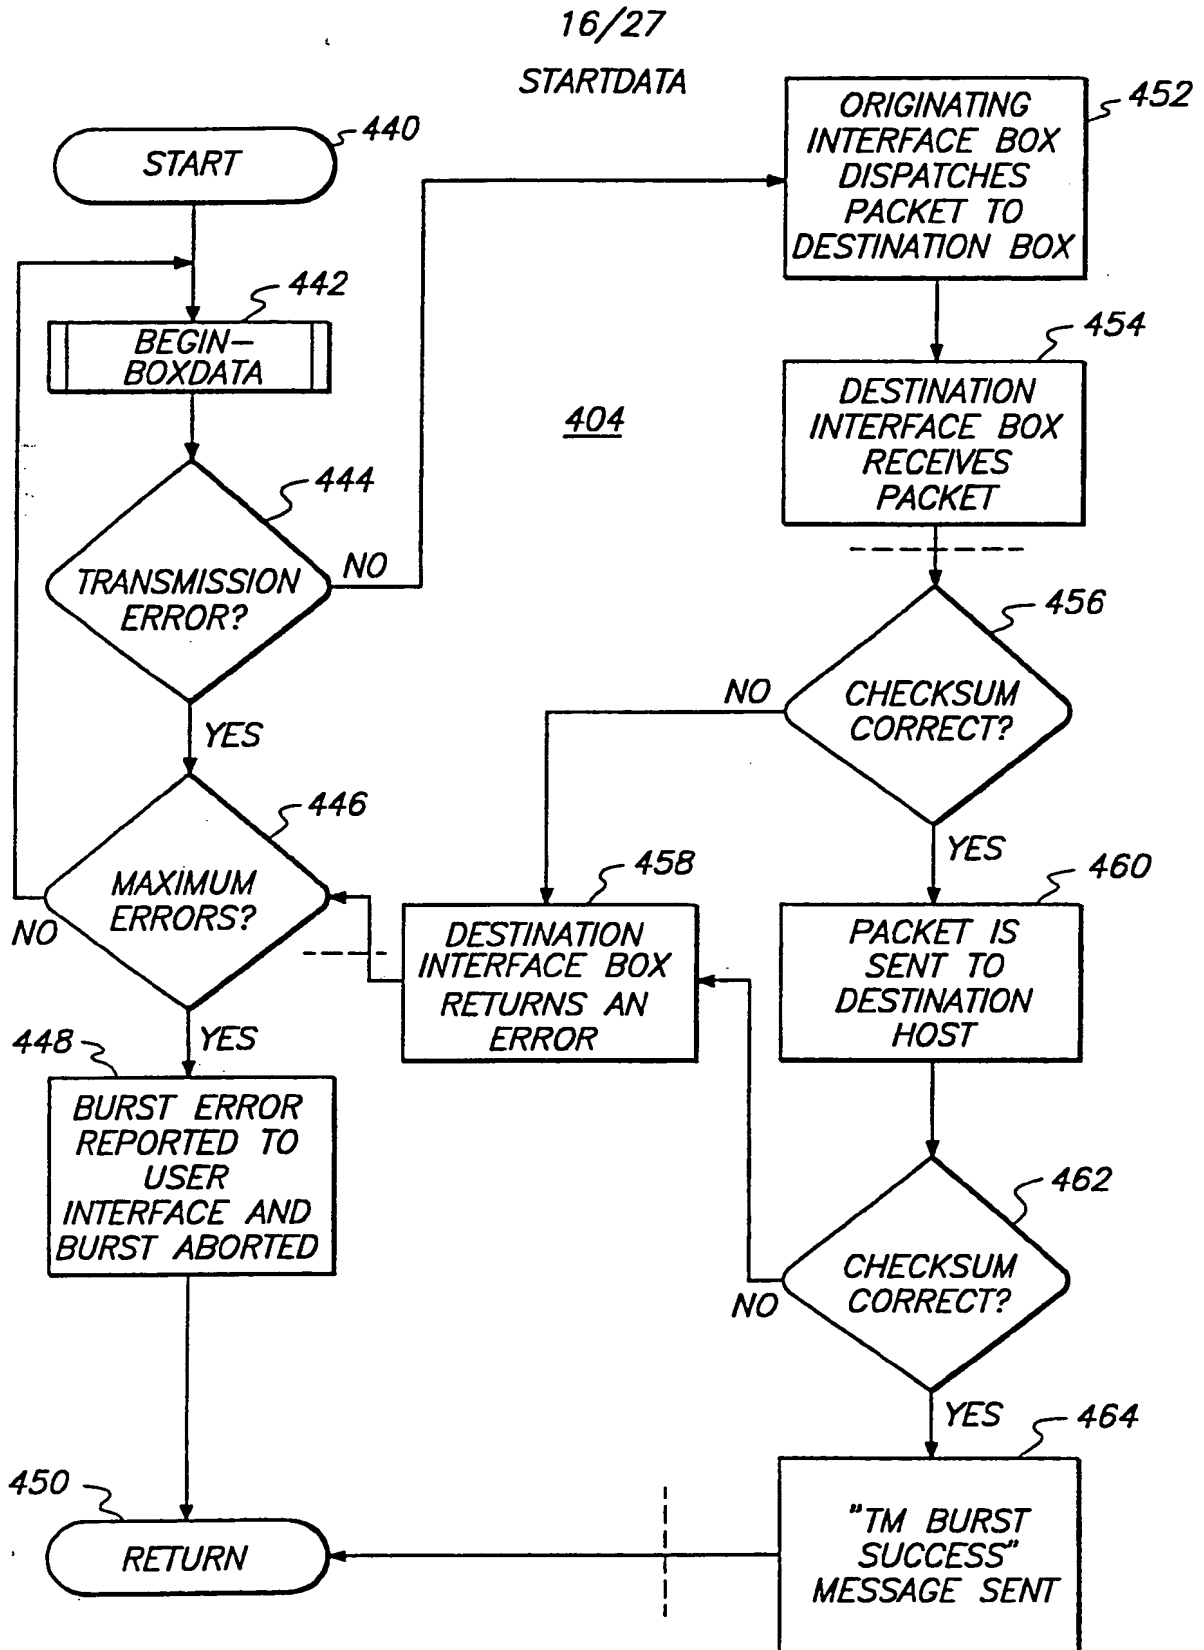 16/27
STARTDATA
440
START
442
BEGIN-
BOXDATA
444
TRANSMISSION
ERROR?
NO
YES
446
MAXIMUM
ERRORS?
NO
YES
448
BURST ERROR
REPORTED TO
USER
INTERFACE AND
BURST ABORTED
450
RETURN
404
452
ORIGINATING
INTERFACE BOX
DISPATCHES
PACKET TO
DESTINATION BOX
454
DESTINATION
INTERFACE BOX
RECEIVES
PACKET
456
CHECKSUM
CORRECT?
NO
YES
458
DESTINATION
INTERFACE BOX
RETURNS AN
ERROR
460
PACKET IS
SENT TO
DESTINATION
HOST
462
CHECKSUM
CORRECT?
NO
YES
464
"TM BURST
SUCCESS"
MESSAGE SENT